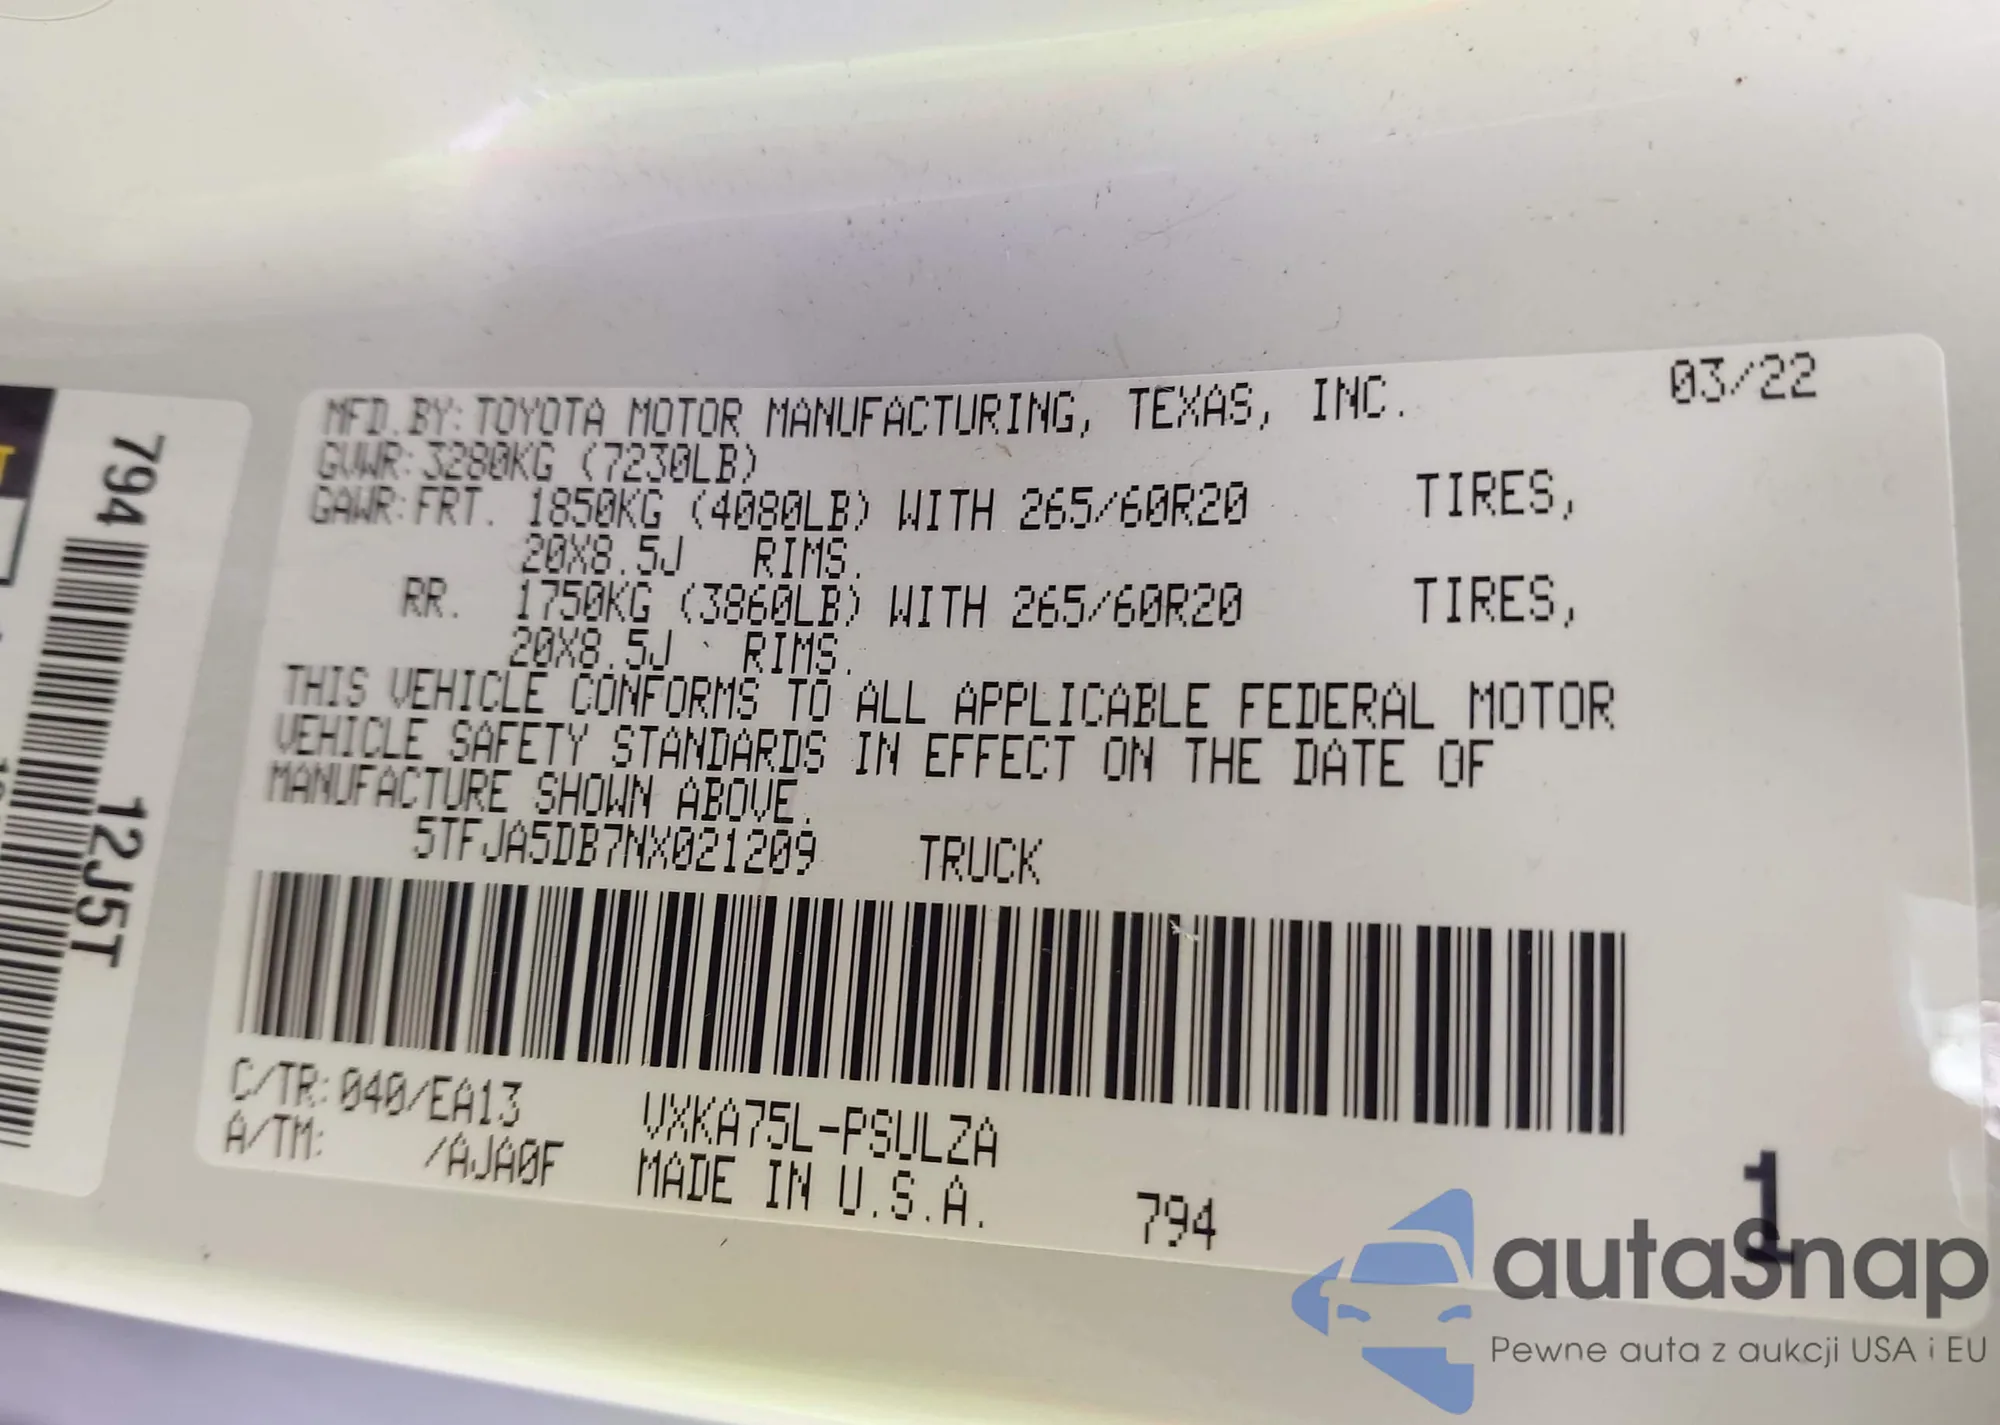 MFD.BY:TOYOTA MOTOR MANUFACTURING, TEXAS, INC. 03/22
GVWR:3280KG (7230LB)
GAWR:FRT. 1850KG (4080LB) WITH 265/60R20 TIRES,
20X8.5J RIMS.
RR. 1750KG (3860LB) WITH 265/60R20 TIRES,
20X8.5J RIMS.
THIS VEHICLE CONFORMS TO ALL APPLICABLE FEDERAL MOTOR
VEHICLE SAFETY STANDARDS IN EFFECT ON THE DATE OF
MANUFACTURE SHOWN ABOVE.
5TFJA5DB7NX021209 TRUCK
C/TR:040/EA13 VXKA75L-PSULZA
A/TM: /AJA0F MADE IN U.S.A. 794
1
794
12J5T
autaSnap
Pewne auta z aukcji USA i EU